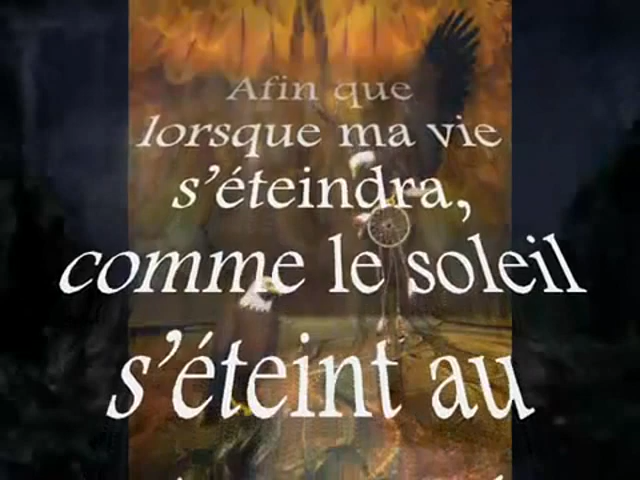 Afin que
lorsque ma vie
s'éteindra,
comme le soleil
s'éteint au